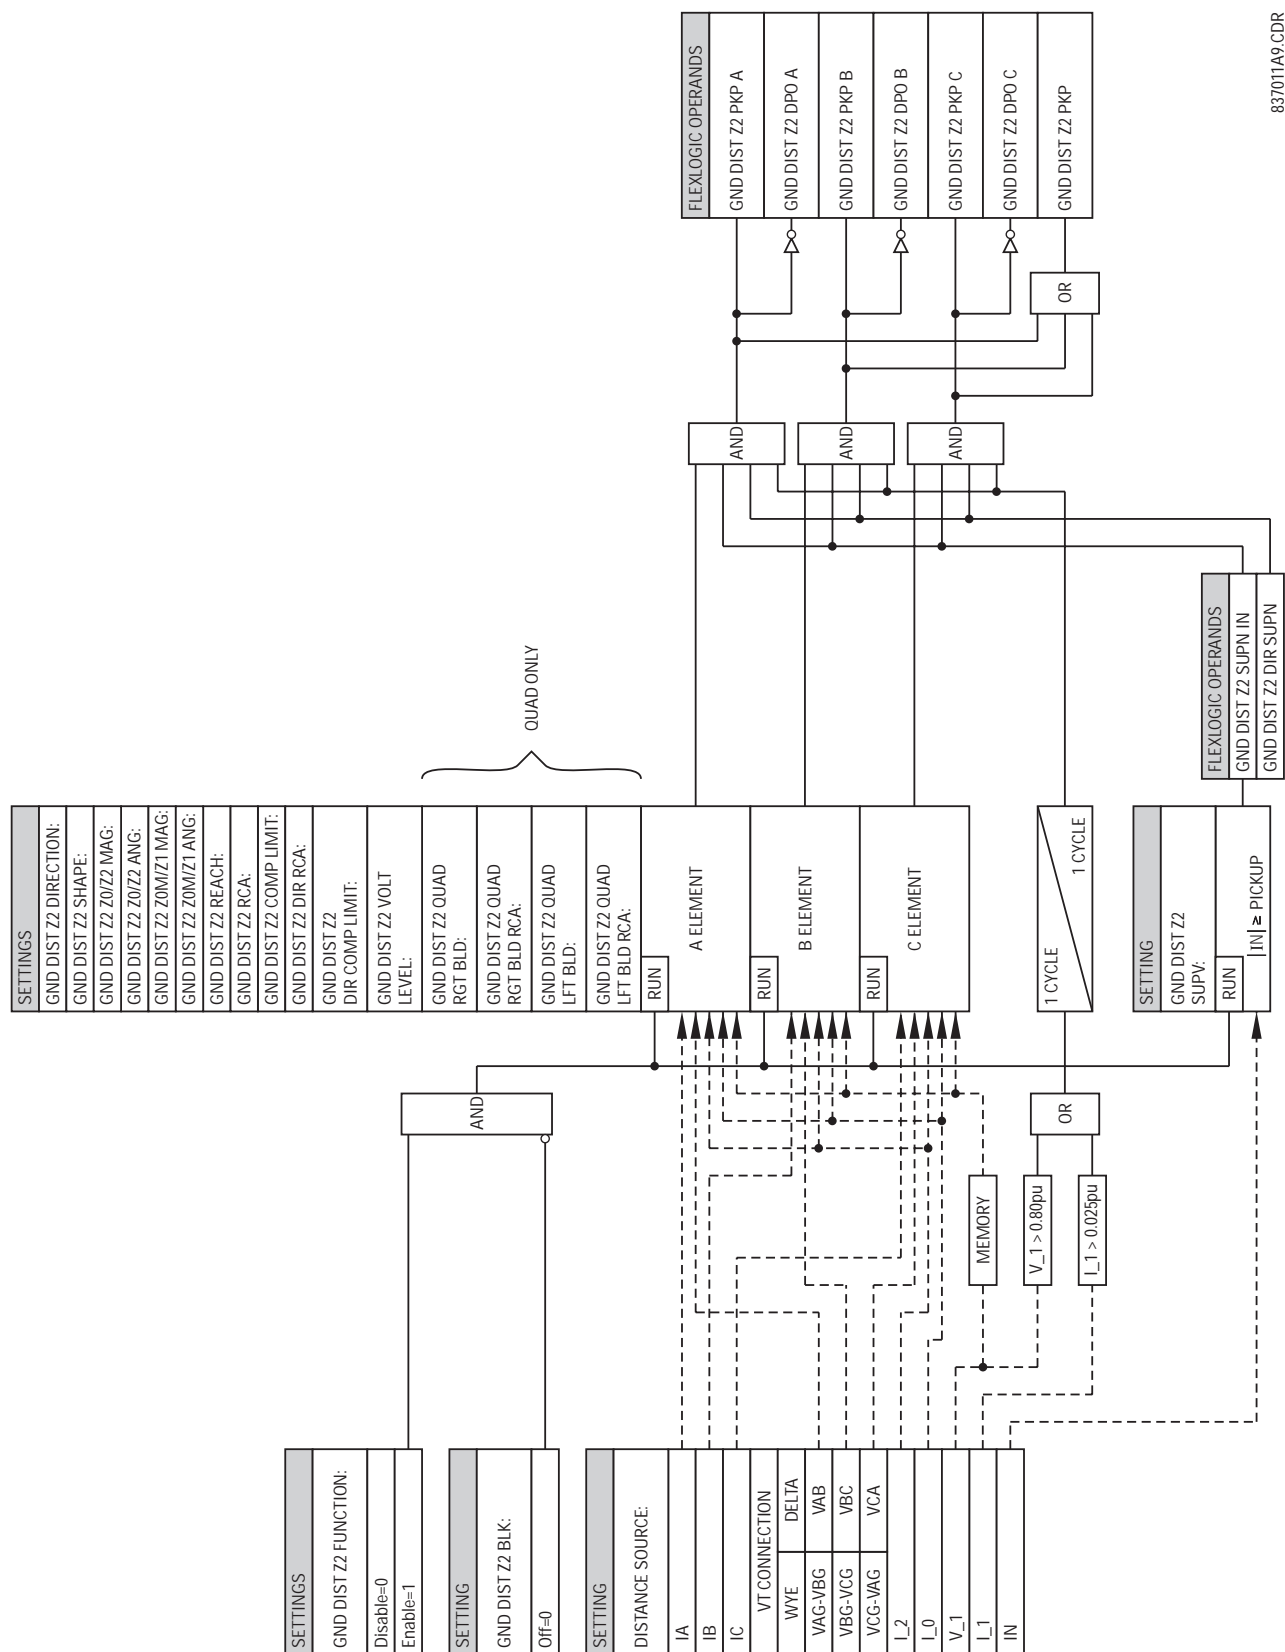 SETTINGS
GND DIST Z2 FUNCTION:
Disable=0
Enable=1
SETTING
GND DIST Z2 BLK:
Off=0
SETTING
DISTANCE SOURCE:
IA
IB
IC
VT CONNECTION
WYE DELTA
VAG-VBG VAB
VBG-VCG VBC
VCG-VAG VCA
I_2
I_0
V_1
I_1
IN
AND
MEMORY
V_1 > 0.80pu
I_1 > 0.025pu
OR
SETTINGS
GND DIST Z2 DIRECTION:
GND DIST Z2 SHAPE:
GND DIST Z2 Z0/Z2 MAG:
GND DIST Z2 Z0/Z2 ANG:
GND DIST Z2 Z0M/Z1 MAG:
GND DIST Z2 Z0M/Z1 ANG:
GND DIST Z2 REACH:
GND DIST Z2 RCA:
GND DIST Z2 COMP LIMIT:
GND DIST Z2 DIR RCA:
GND DIST Z2
DIR COMP LIMIT:
GND DIST Z2 VOLT
LEVEL:
GND DIST Z2 QUAD
RGT BLD:
GND DIST Z2 QUAD
RGT BLD RCA:
GND DIST Z2 QUAD
LFT BLD:
GND DIST Z2 QUAD
LFT BLD RCA:
QUAD ONLY
RUN
A ELEMENT
RUN
B ELEMENT
RUN
C ELEMENT
1 CYCLE
1 CYCLE
SETTING
GND DIST Z2
SUPV:
RUN
|IN| ≥ PICKUP
FLEXLOGIC OPERANDS
GND DIST Z2 SUPN IN
GND DIST Z2 DIR SUPN
AND
AND
AND
OR
FLEXLOGIC OPERANDS
GND DIST Z2 PKP A
GND DIST Z2 DPO A
GND DIST Z2 PKP B
GND DIST Z2 DPO B
GND DIST Z2 PKP C
GND DIST Z2 DPO C
GND DIST Z2 PKP
837011A9.CDR